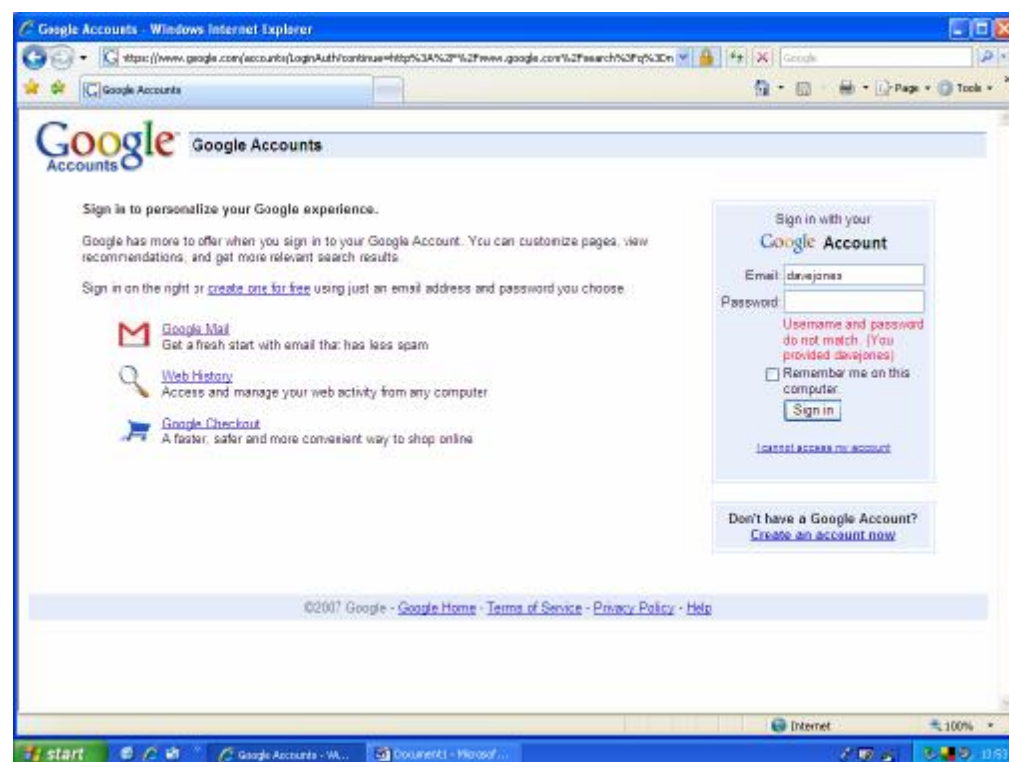 Google Accounts - Windows Internet Explorer
Google
Google Accounts
Page
Tools
Google
Accounts
Google Accounts
Sign in to personalize your Google experience.
Google has more to offer when you sign in to your Google Account. You can customize pages, view
recommendations, and get more relevant search results.
Sign in on the right or create one for free using just an email address and password you choose.
Google Mail
Get a fresh start with email that has less spam
Web History
Access and manage your web activity from any computer
Google Checkout
A faster, safer and more convenient way to shop online
Sign in with your
Google Account
Email: davejones
Password:
Username and password
do not match. (You
provided davejones)
Remember me on this
computer.
Sign in
I cannot access my account
Don't have a Google Account?
Create an account now
©2007 Google - Google Home - Terms of Service - Privacy Policy - Help
Internet
100%
start
Google Accounts - Wi...
Document1 - Microsof...
13:53